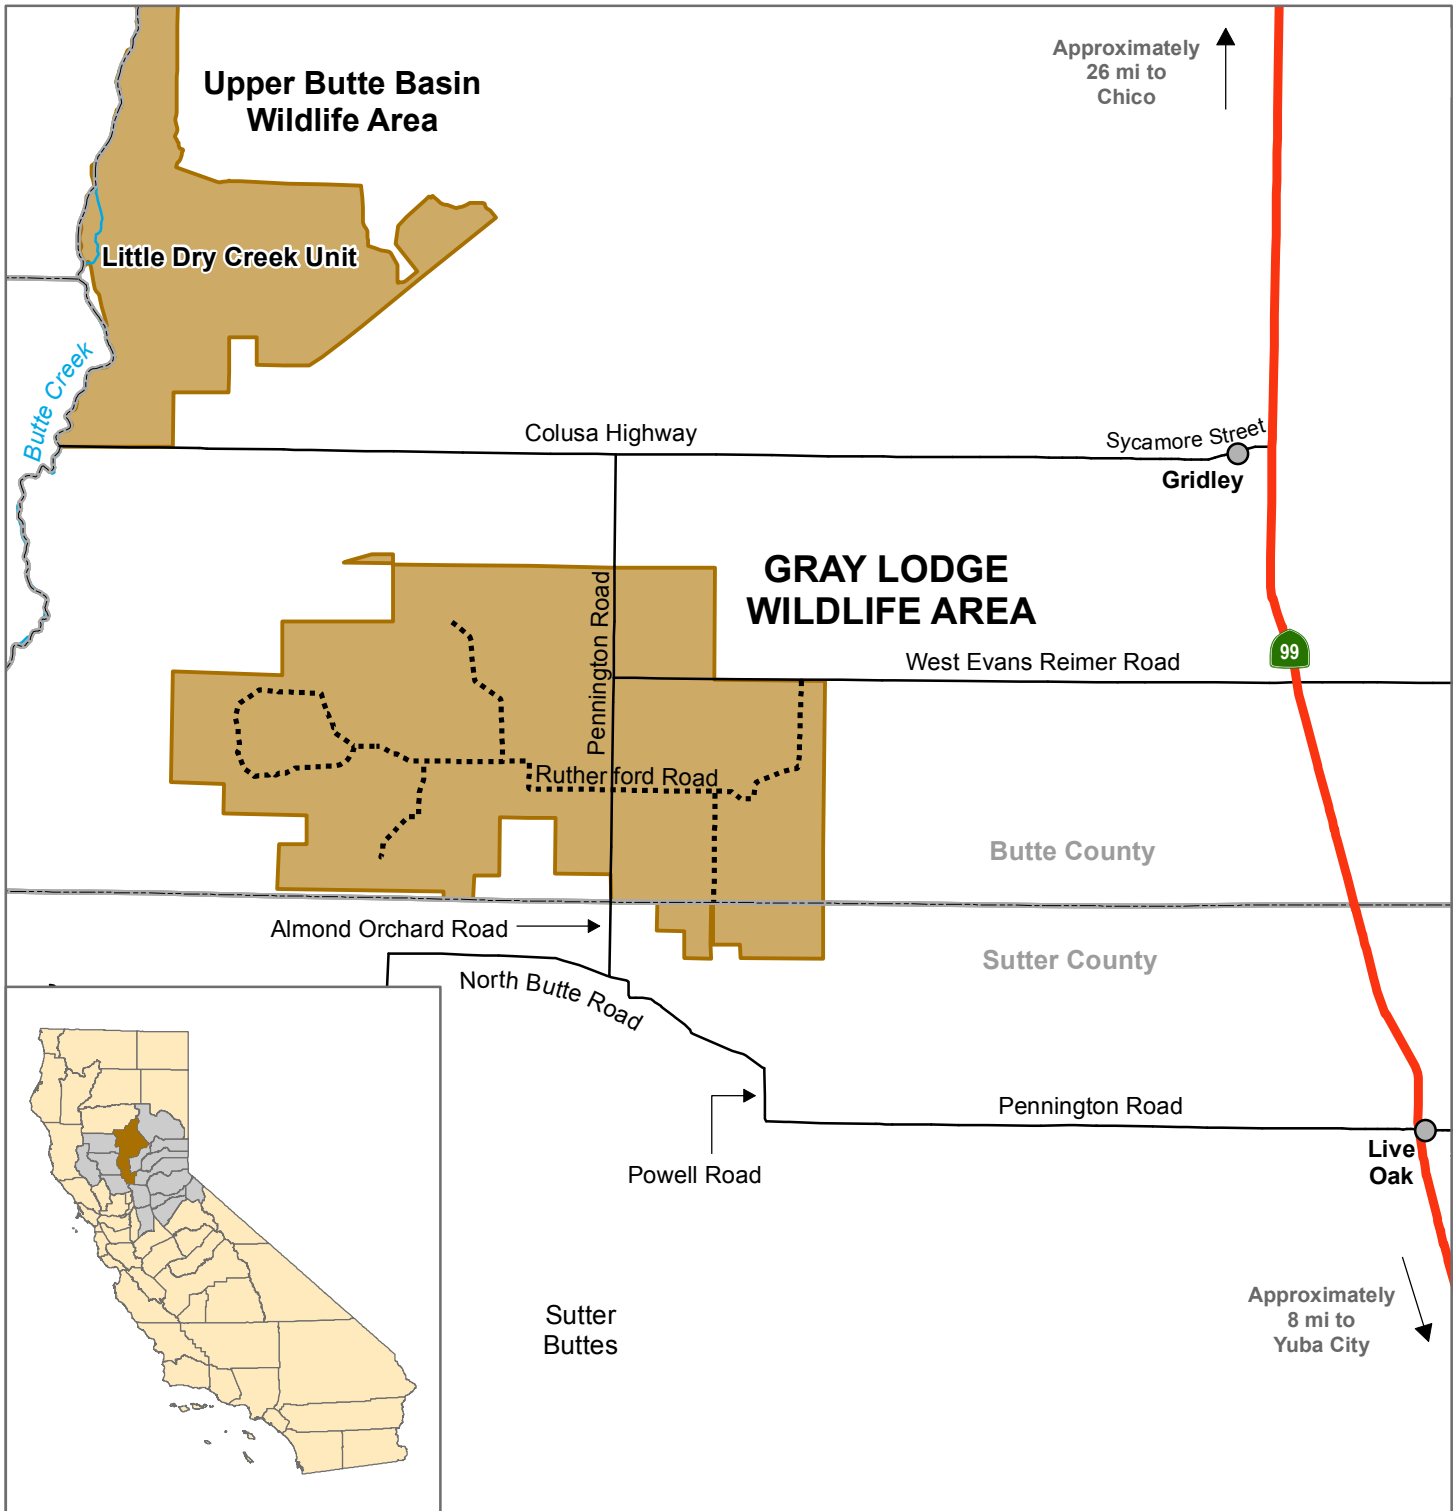 Approximately
26 mi to
Chico
Upper Butte Basin
Wildlife Area
Little Dry Creek Unit
Butte Creek
Colusa Highway
Sycamore Street
Gridley
GRAY LODGE
WILDLIFE AREA
Pennington Road
99
West Evans Reimer Road
Rutherford Road
Butte County
Almond Orchard Road
Sutter County
North Butte Road
Pennington Road
Live
Oak
Powell Road
Approximately
8 mi to
Yuba City
Sutter
Buttes